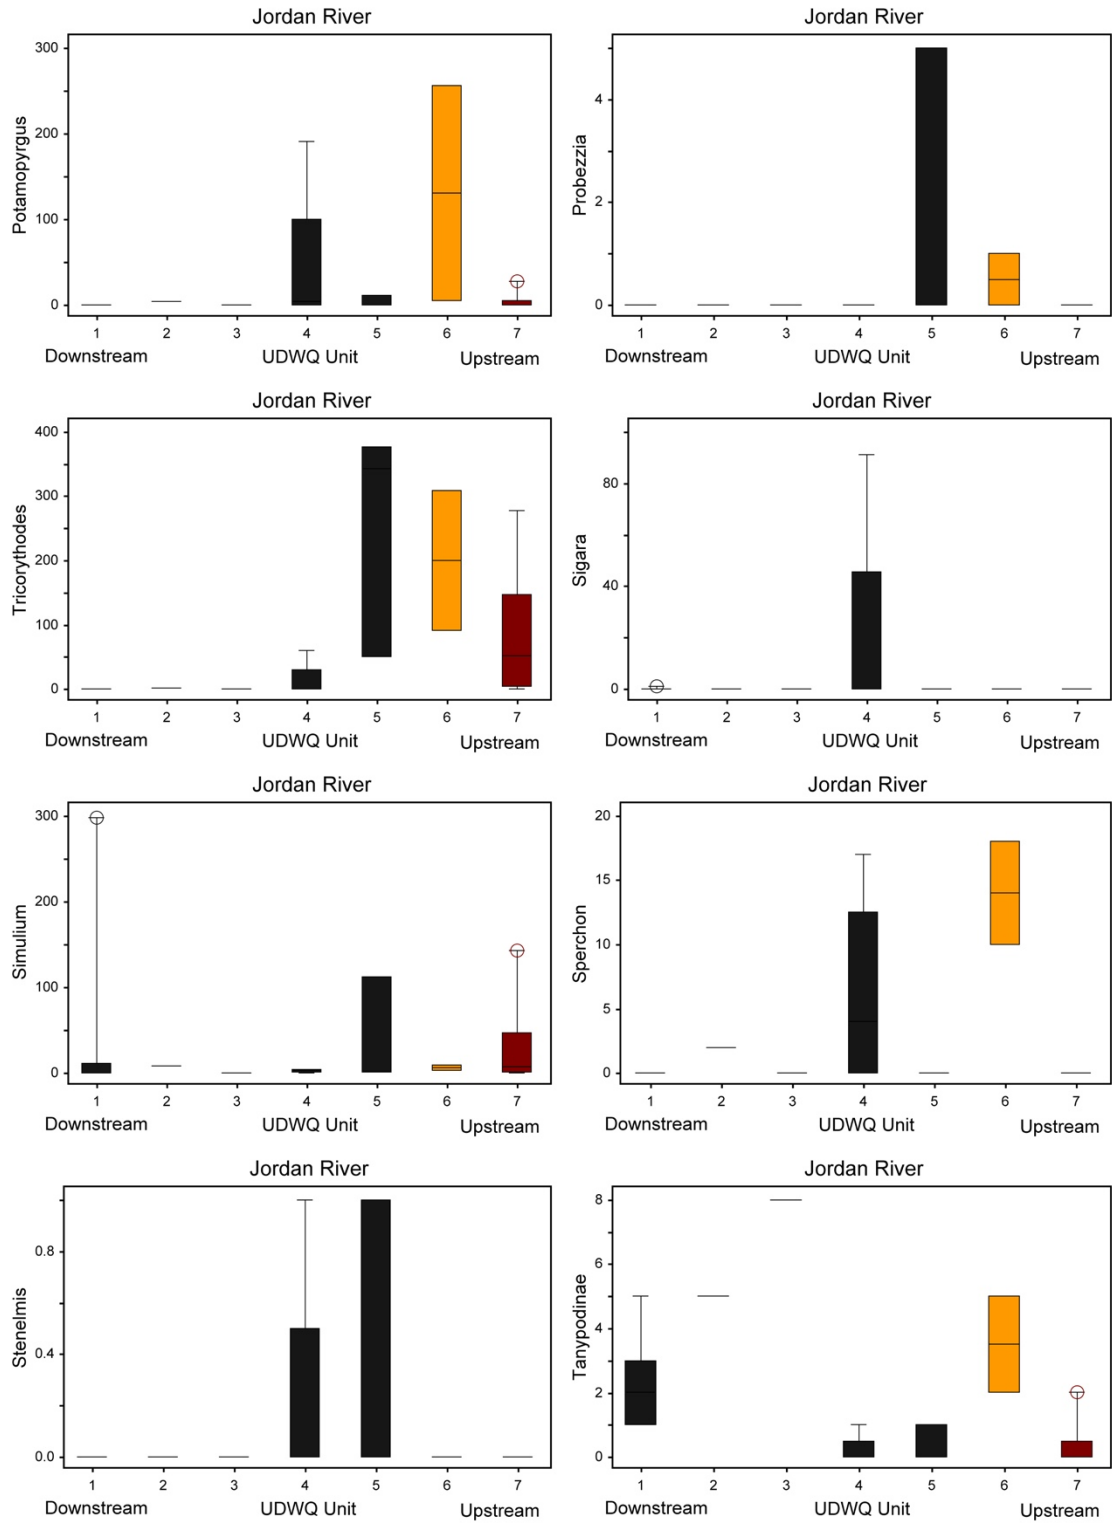 Jordan River
Potamopyrgus
300
200
100
0
1 2 3 4 5 6 7
Downstream UDWQ Unit Upstream
Jordan River
Probezzia
4
2
0
1 2 3 4 5 6 7
Downstream UDWQ Unit Upstream
Jordan River
Tricorythodes
400
300
200
100
0
1 2 3 4 5 6 7
Downstream UDWQ Unit Upstream
Jordan River
Sigara
80
40
0
1 2 3 4 5 6 7
Downstream UDWQ Unit Upstream
Jordan River
Simulium
300
200
100
0
1 2 3 4 5 6 7
Downstream UDWQ Unit Upstream
Jordan River
Sperchon
20
15
10
5
0
1 2 3 4 5 6 7
Downstream UDWQ Unit Upstream
Jordan River
Stenelmis
0.8
0.4
0.0
1 2 3 4 5 6 7
Downstream UDWQ Unit Upstream
Jordan River
Tanypodinae
8
6
4
2
0
1 2 3 4 5 6 7
Downstream UDWQ Unit Upstream